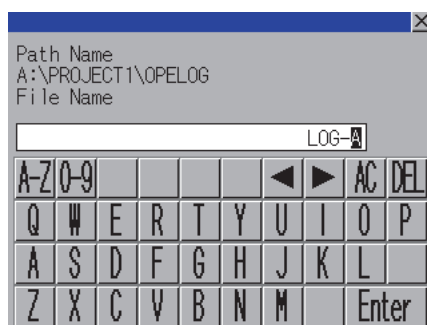 ×
Path Name
A:\PROJECT1\OPELOG
File Name
LOG-A
A-Z 0-9 ◀ ▶ AC DEL
Q W E R T Y U I O P
A S D F G H J K L
Z X C V B N M Enter